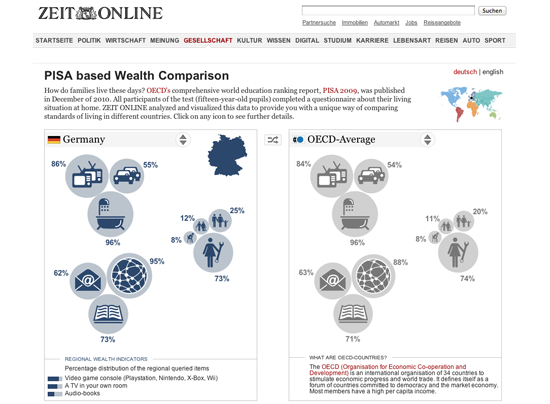 ZEIT ONLINE
Suchen
Partnersuche Immobilien Automarkt Jobs Reiseangebote
STARTSEITE POLITIK WIRTSCHAFT MEINUNG GESELLSCHAFT KULTUR WISSEN DIGITAL STUDIUM KARRIERE LEBENSART REISEN AUTO SPORT
PISA based Wealth Comparison
deutsch | english
How do families live these days? OECD's comprehensive world education ranking report, PISA 2009, was published
in December of 2010. All participants of the test (fifteen-year-old pupils) completed a questionnaire about their living
situation at home. ZEIT ONLINE analyzed and visualized this data to provide you with a unique way of comparing
standards of living in different countries. Click on any icon to see further details.
Germany
86%
55%
96%
12%
25%
8%
73%
62%
95%
73%
REGIONAL WEALTH INDICATORS
Percentage distribution of the regional queried items
Video game console (Playstation, Nintendo, X-Box, Wii)
A TV in your own room
Audio-books
OECD-Average
84%
54%
96%
11%
20%
8%
74%
63%
88%
71%
WHAT ARE OECD-COUNTRIES?
The OECD (Organisation for Economic Co-operation and
Development) is an international organisation of 34 countries to
stimulate economic progress and world trade. It defines itself as a
forum of countries committed to democracy and the market economy.
Most members have a high per capita income.